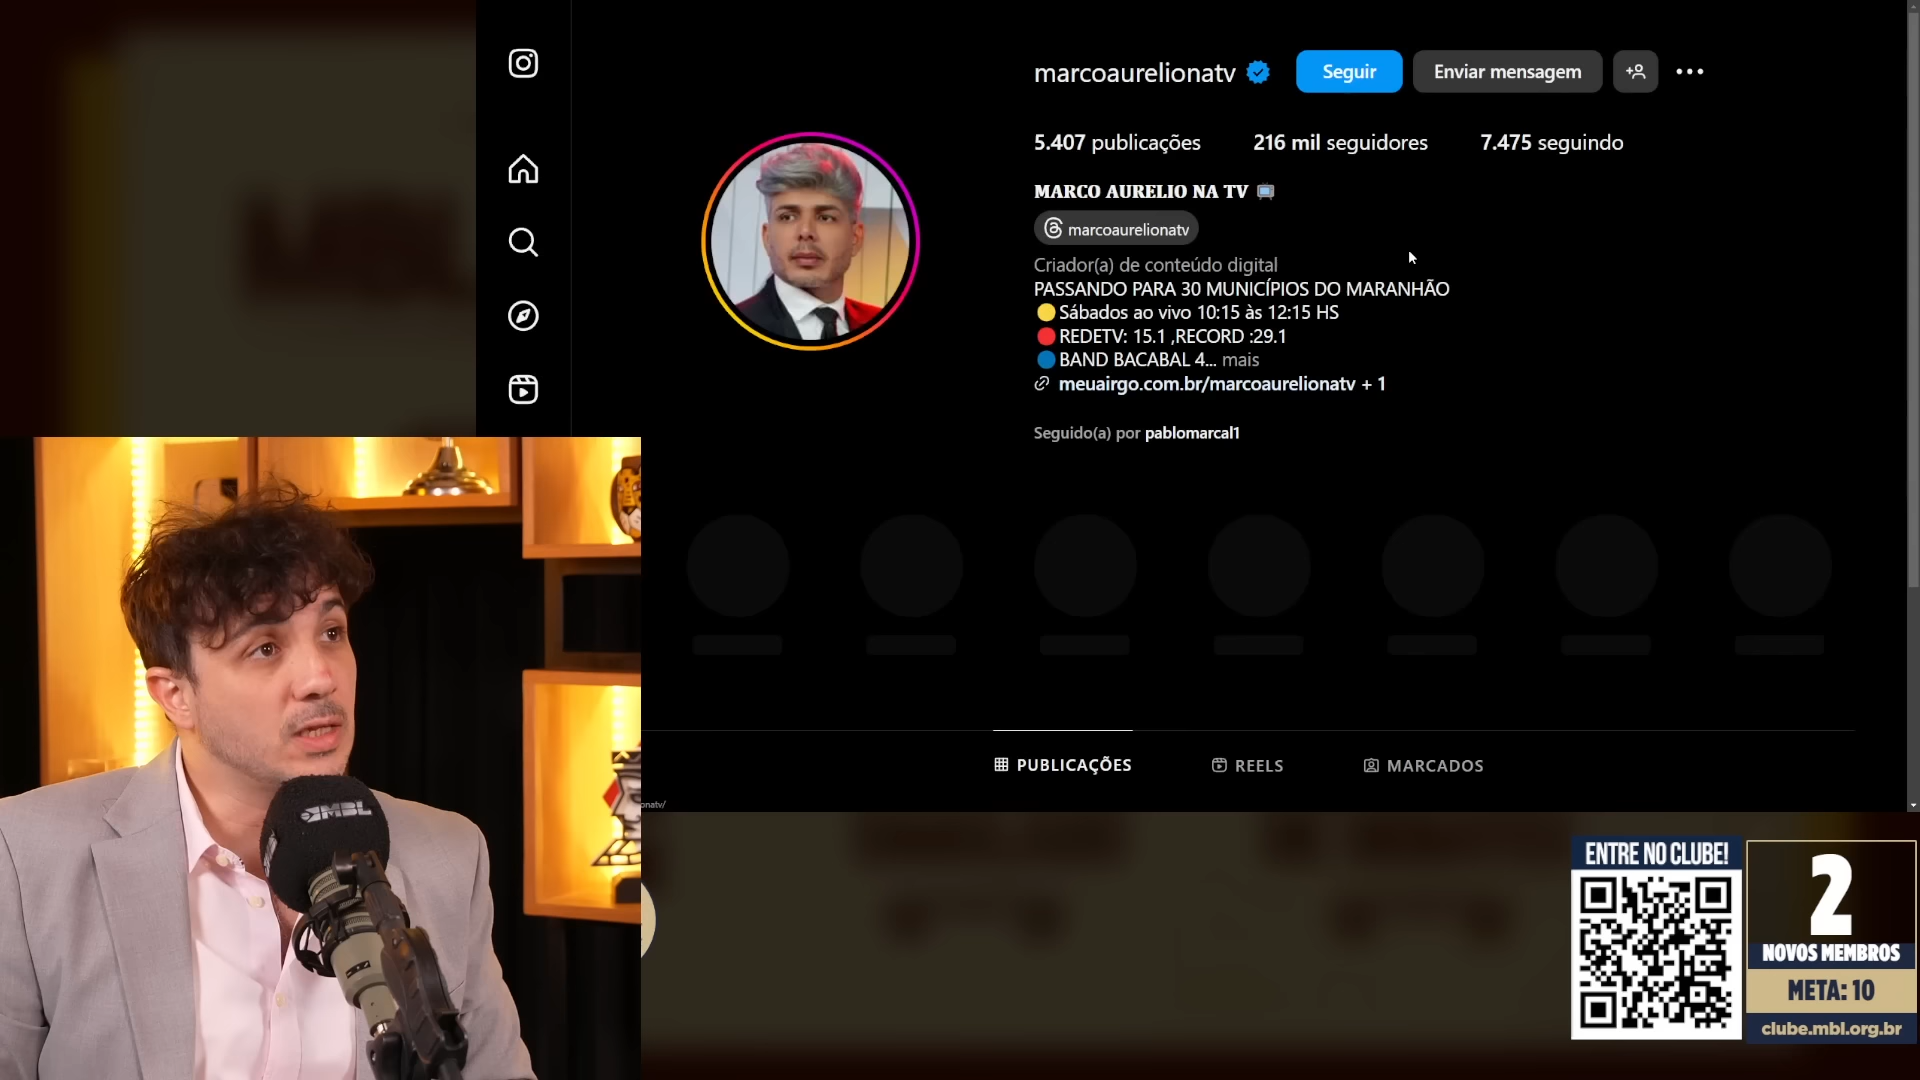 marcoaurelionatv
Seguir
Enviar mensagem
5.407 publicações
216 mil seguidores
7.475 seguindo
MARCO AURELIO NA TV
marcoaurelionatv
Criador(a) de conteúdo digital
PASSANDO PARA 30 MUNICÍPIOS DO MARANHÃO
Sábados ao vivo 10:15 às 12:15 HS
REDETV: 15.1 ,RECORD :29.1
BAND BACABAL 4... mais
meuairgo.com.br/marcoaurelionatv + 1
Seguido(a) por pablomarcal1
PUBLICAÇÕES
REELS
MARCADOS
onatv/
MBL
ENTRE NO CLUBE!
2
NOVOS MEMBROS
META: 10
clube.mbl.org.br